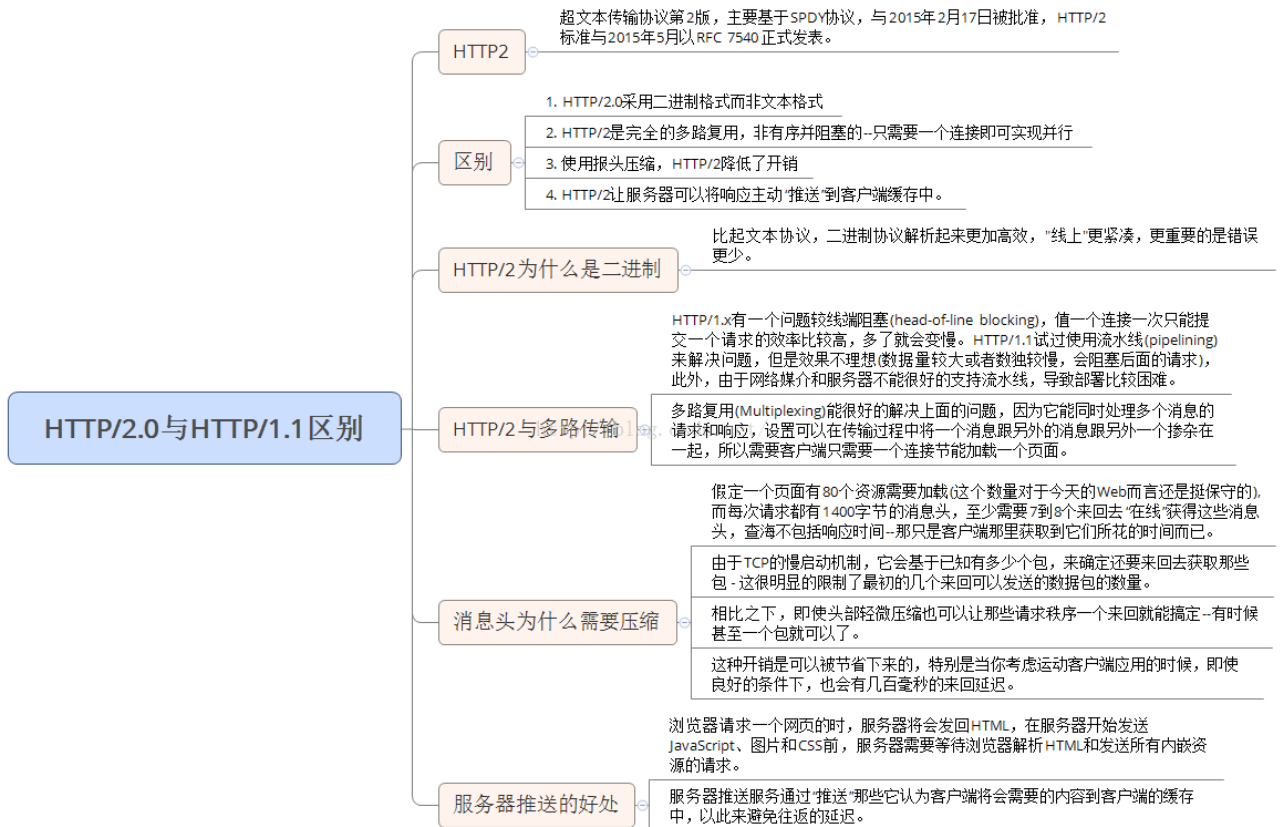 超文本传输协议第2版，主要基于SPDY协议，与2015年2月17日被批准，HTTP/2
标准与2015年5月以RFC 7540正式发表。
HTTP2
1. HTTP/2.0采用二进制格式而非文本格式
2. HTTP/2是完全的多路复用，非有序并阻塞的--只需要一个连接即可实现并行
区别
3. 使用报头压缩，HTTP/2降低了开销
4. HTTP/2让服务器可以将响应主动“推送”到客户端缓存中。
比起文本协议，二进制协议解析起来更加高效，"线上"更紧凑，更重要的是错误
更少。
HTTP/2为什么是二进制
HTTP/1.x有一个问题较线端阻塞(head-of-line blocking)，值一个连接一次只能提
交一个请求的效率比较高，多了就会变慢。HTTP/1.1试过使用流水线(pipelining)
来解决问题，但是效果不理想(数据量较大或者数独较慢，会阻塞后面的请求)，
此外，由于网络媒介和服务器不能很好的支持流水线，导致部署比较困难。
HTTP/2.0与HTTP/1.1区别
HTTP/2与多路传输
多路复用(Multiplexing)能很好的解决上面的问题，因为它能同时处理多个消息的
请求和响应，设置可以在传输过程中将一个消息跟另外的消息跟另外一个掺杂在
一起，所以需要客户端只需要一个连接节能加载一个页面。
假定一个页面有80个资源需要加载(这个数量对于今天的Web而言还是挺保守的),
而每次请求都有1400字节的消息头，至少需要7到8个来回去“在线”获得这些消息
头，查海不包括响应时间--那只是客户端那里获取到它们所花的时间而已。
由于TCP的慢启动机制，它会基于已知有多少个包，来确定还要来回去获取那些
包 - 这很明显的限制了最初的几个来回可以发送的数据包的数量。
消息头为什么需要压缩
相比之下，即使头部轻微压缩也可以让那些请求秩序一个来回就能搞定--有时候
甚至一个包就可以了。
这种开销是可以被节省下来的，特别是当你考虑运动客户端应用的时候，即使
良好的条件下，也会有几百毫秒的来回延迟。
浏览器请求一个网页的时，服务器将会发回HTML，在服务器开始发送
JavaScript、图片和CSS前，服务器需要等待浏览器解析HTML和发送所有内嵌资
源的请求。
服务器推送的好处
服务器推送服务通过“推送”那些它认为客户端将会需要的内容到客户端的缓存
中，以此来避免往返的延迟。